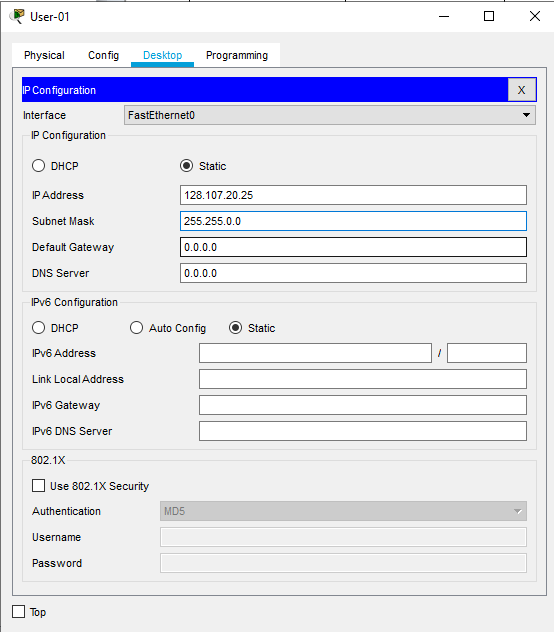 User-01
Physical Config Desktop Programming
IP Configuration X
Interface FastEthernet0
IP Configuration
DHCP Static
IP Address 128.107.20.25
Subnet Mask 255.255.0.0
Default Gateway 0.0.0.0
DNS Server 0.0.0.0
IPv6 Configuration
DHCP Auto Config Static
IPv6 Address /
Link Local Address
IPv6 Gateway
IPv6 DNS Server
802.1X
Use 802.1X Security
Authentication MD5
Username
Password
Top